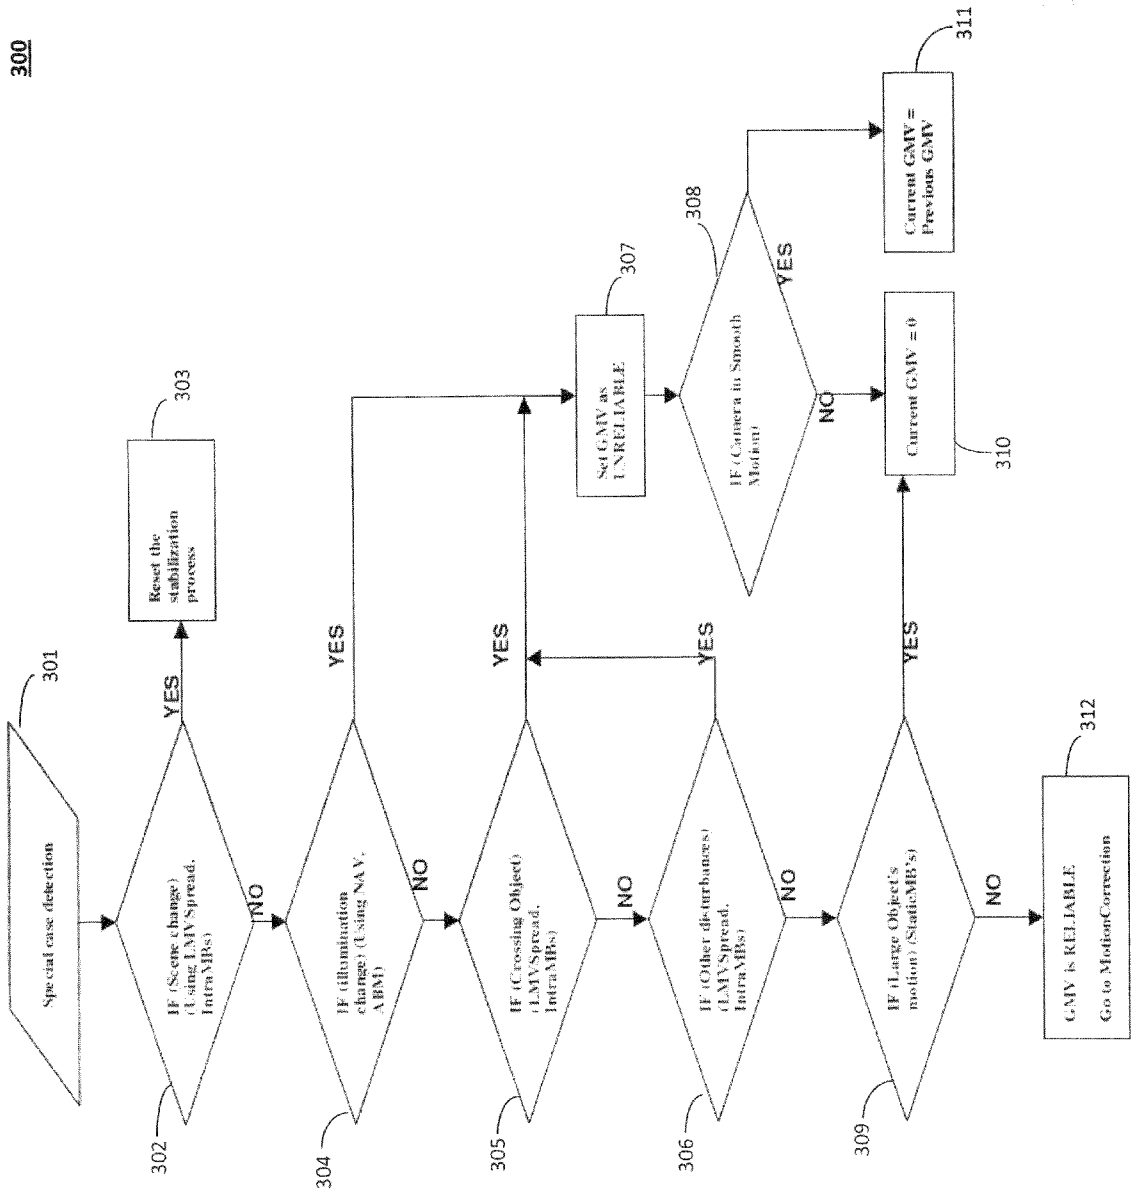 300
Special case detection
301
IF (Scene change)
(Using LMVSpread,
IntraMBs)
302
YES
Reset the
stabilization
process
303
NO
IF (illumination
change) (Using NAV,
ABM)
304
YES
NO
IF (Crossing Object)
(LMVSpread,
IntraMBs)
305
YES
NO
IF (Other disturbances)
(LMVSpread,
IntraMBs)
306
YES
NO
Set GMV as
UNRELIABLE
307
IF (Camera in Smooth
Motion)
308
YES
NO
IF (Large Object's
motion) (StaticMB's)
309
YES
NO
Current GMV = 0
310
Current GMV =
Previous GMV
311
GMV is RELIABLE
Go to MotionCorrection
312